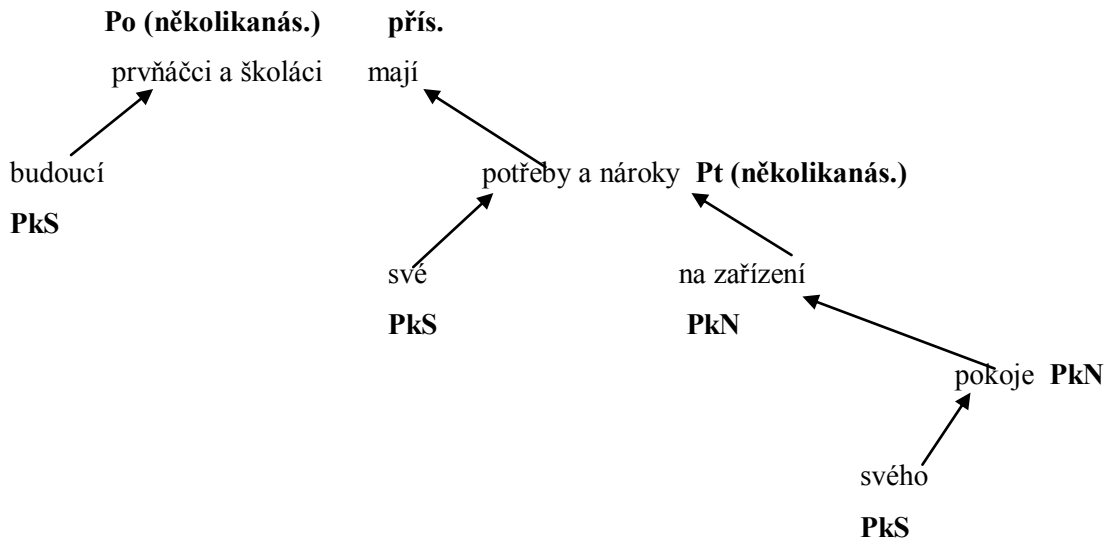 Po (několikanás.) přís.
prvňáčci a školáci mají
budoucí potřeby a nároky Pt (několikanás.)
PkS
své na zařízení
PkS PkN
pokoje PkN
svého
PkS